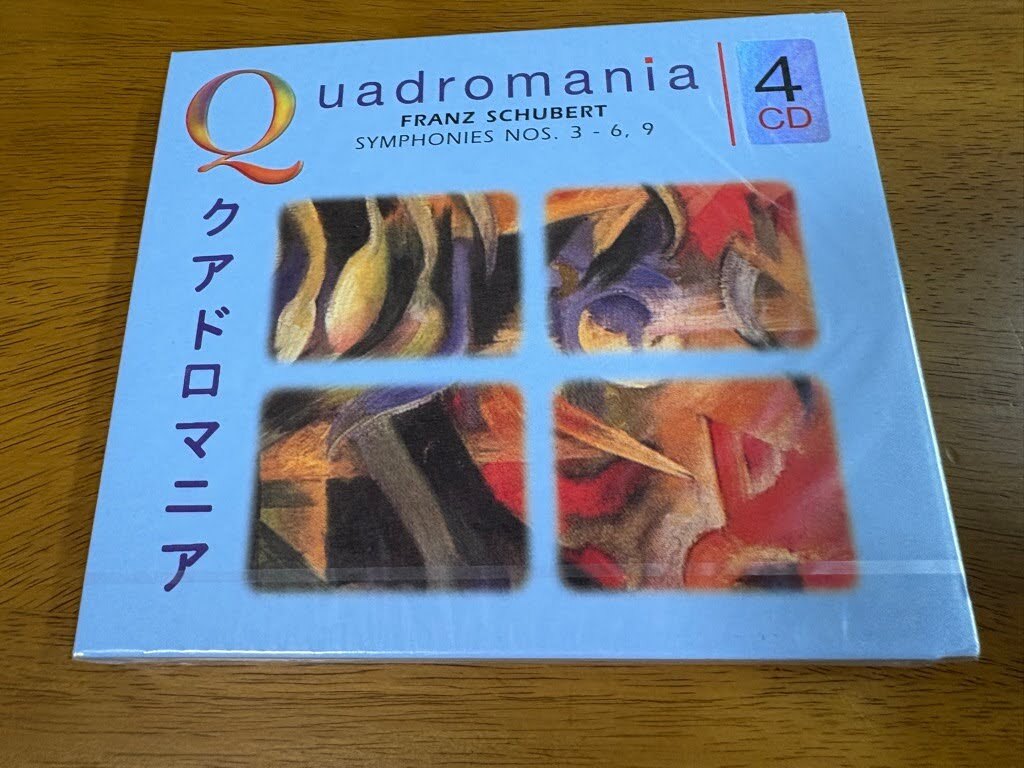 Quadromania
FRANZ SCHUBERT
SYMPHONIES NOS. 3 - 6, 9
4
CD
クアドロマニア